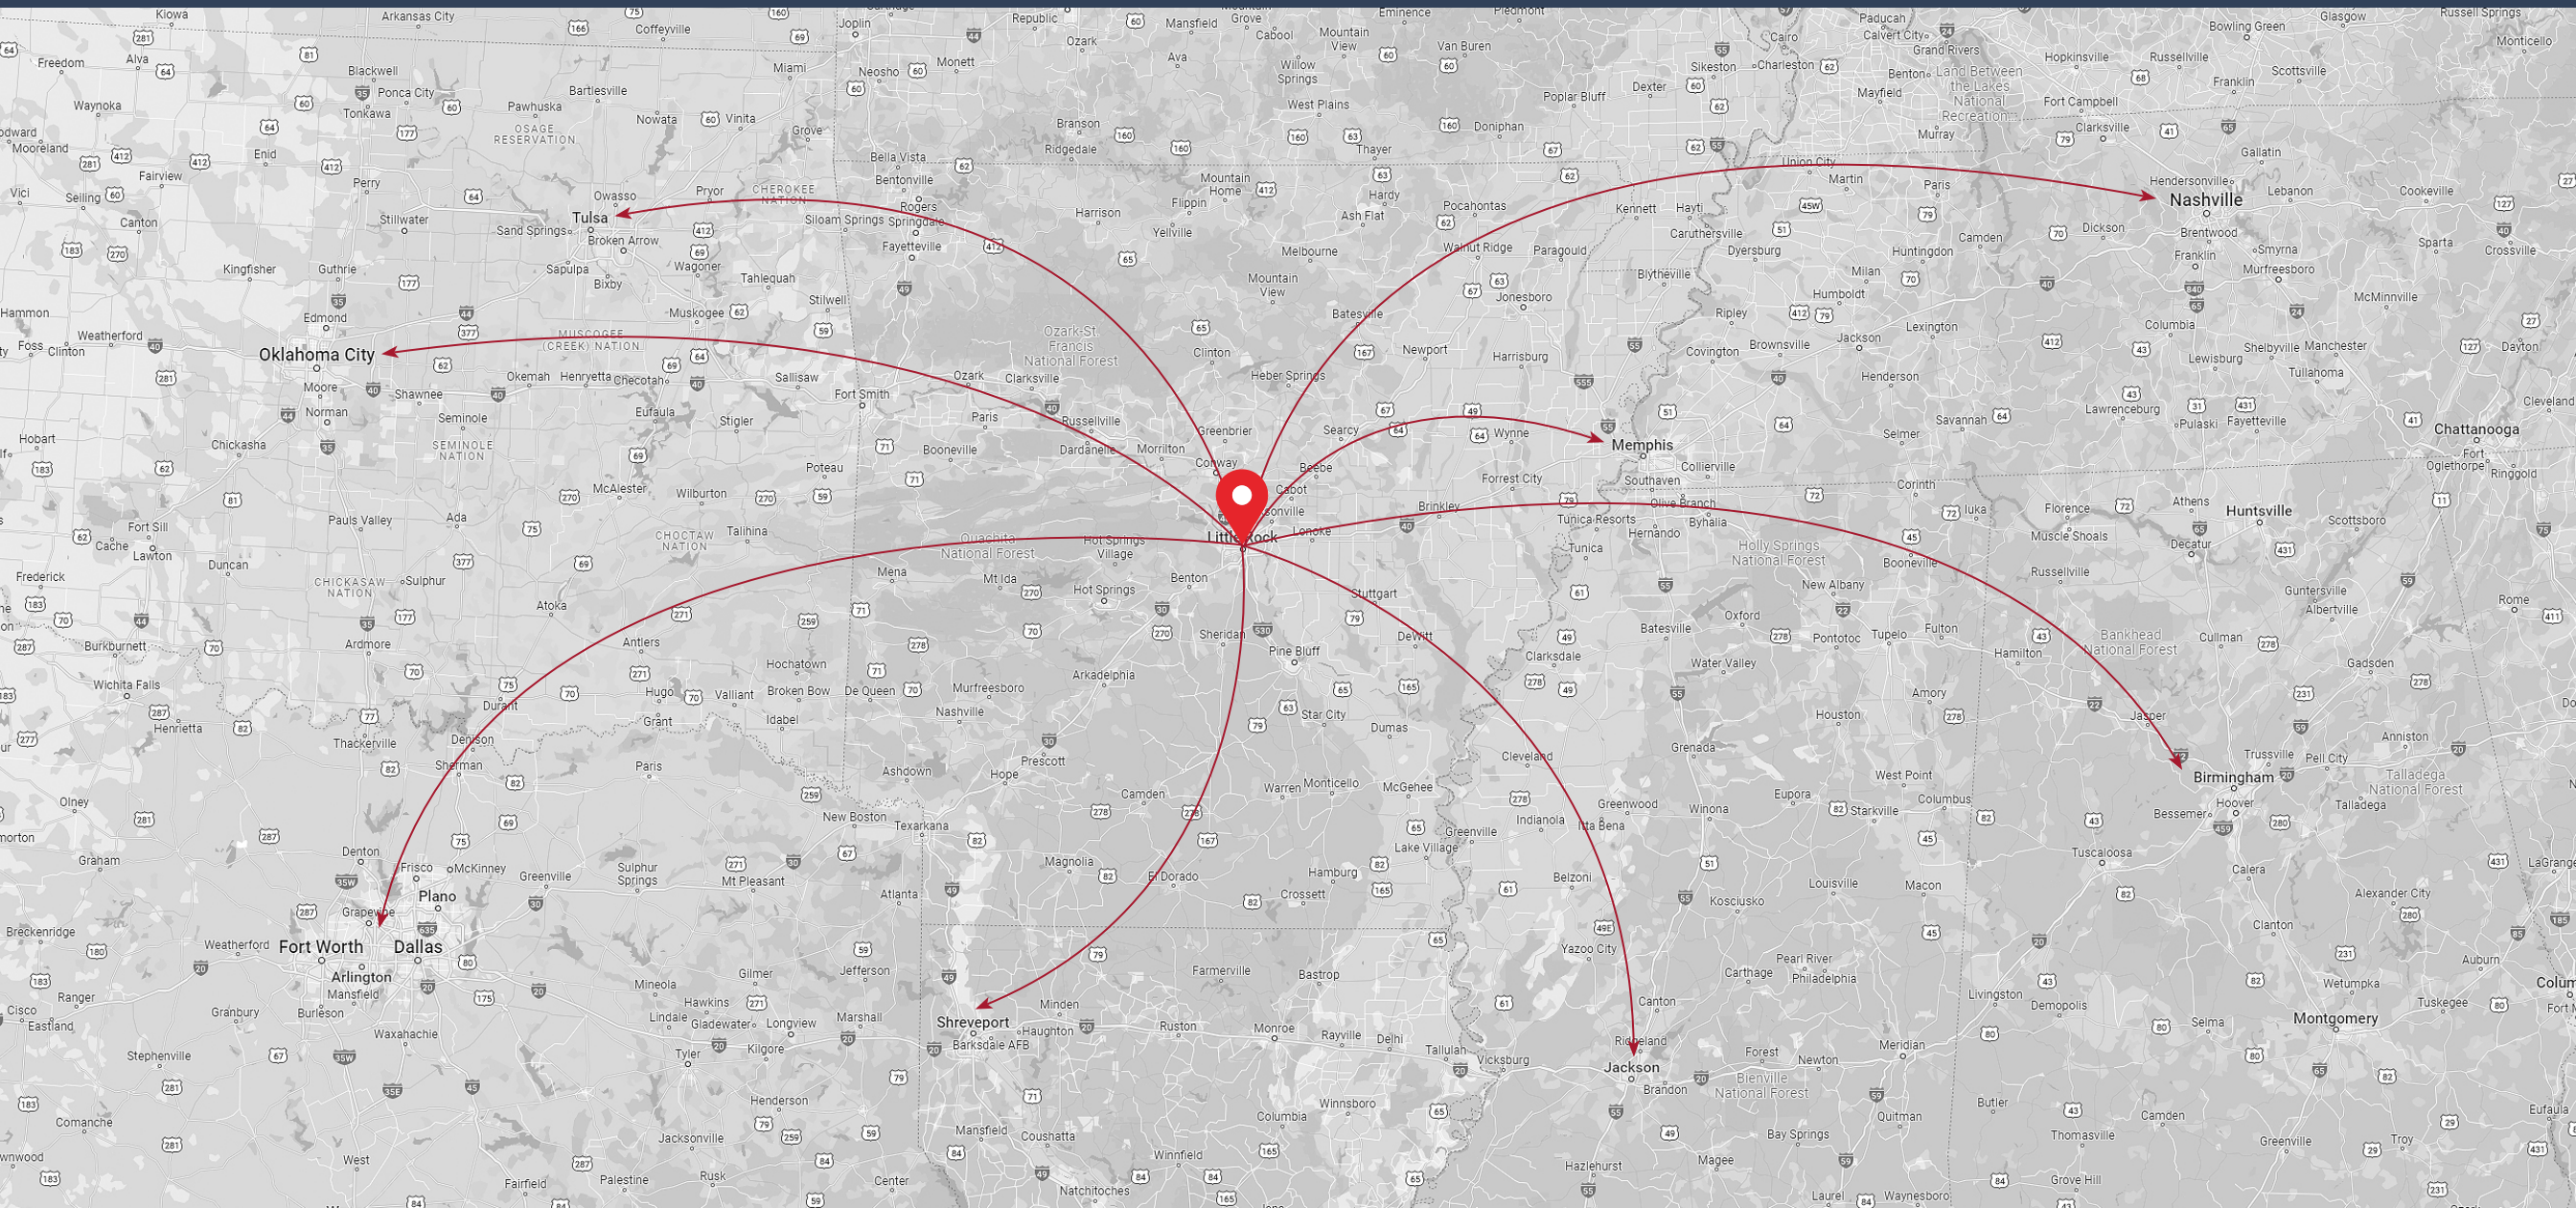 Kiowa
Arkansas City
Coffeyville
Joplin
Republic
Mansfield
Mountain
Grove
Cabool
Mountain
View
Eminence
Piedmont
Van Buren
Cairo
Paducah
Calvert City
Grand Rivers
Bowling Green
Glasgow
Russell Springs
Monticello
Freedom
Alva
Blackwell
Ponca City
Tonkawa
Bartlesville
Miami
Neosho
Monett
Ozark
Ava
Willow
Springs
West Plains
Poplar Bluff
Dexter
Sikeston
Charleston
Benton
Mayfield
Land Between
the Lakes
National
Recreation
Hopkinsville
Russellville
Franklin
Scottsville
Fort Campbell
Clarksville
Waynoka
Mooreland
Pawhuska
OSAGE
RESERVATION
Nowata
Vinita
Grove
Branson
Ridgedale
Thayer
Doniphan
Murray
Gallatin
Enid
Fairview
Perry
Vici
Selling
Canton
Stillwater
Owasso
Pryor
CHEROKEE
NATION
Tulsa
Sand Springs
Broken Arrow
Bella Vista
Bentonville
Rogers
Siloam Springs
Springdale
Fayetteville
Harrison
Mountain
Home
Flippin
Yellville
Hardy
Ash Flat
Pocahontas
Kennett
Hayti
Caruthersville
Union City
Martin
Paris
Hendersonville
Nashville
Lebanon
Cookeville
Brentwood
Smyrna
Sparta
Crossville
Kingfisher
Guthrie
Sapulpa
Bixby
Wagoner
Tahlequah
Stilwell
Melbourne
Mountain
View
Walnut Ridge
Paragould
Blytheville
Dyersburg
Huntingdon
Camden
Dickson
Franklin
Murfreesboro
Milan
Humboldt
McMinnville
Hammon
Weatherford
Foss
Clinton
Edmond
Oklahoma City
Moore
Norman
Shawnee
MUSCOGEE
(CREEK) NATION
Muskogee
Okemah
Henryetta
Checotah
Sallisaw
Fort Smith
Ozark-St
Francis
National Forest
Ozark
Clarksville
Clinton
Batesville
Heber Springs
Newport
Jonesboro
Harrisburg
Ripley
Covington
Brownsville
Jackson
Lexington
Henderson
Columbia
Lewisburg
Shelbyville
Manchester
Tullahoma
Dayton
Cleveland
Hobart
Chickasha
Seminole
SEMINOLE
NATION
Eufaula
Stigler
Paris
Russellville
Dardanelle
Booneville
Morrilton
Greenbrier
Conway
Searcy
Beebe
Cabot
Wynne
Memphis
Collierville
Southaven
Selmer
Savannah
Lawrenceburg
Pulaski
Fayetteville
Chattanooga
Fort
Oglethorpe
Ringgold
McAlester
Wilburton
Poteau
Forrest City
Brinkley
Olive Branch
Corinth
Iuka
Athens
Huntsville
Scottsboro
Florence
Muscle Shoals
Decatur
Fort Sill
Cache
Lawton
Pauls Valley
Ada
Duncan
Talihina
CHOCTAW
NATION
Ouachita
National Forest
Hot Springs
Village
Little Rock
Lonoke
Tunica Resorts
Tunica
Hernando
Byhalia
Holly Springs
National Forest
Booneville
Russellville
Guntersville
Albertville
Rome
Frederick
CHICKASAW
NATION
Sulphur
Atoka
Mena
Mt Ida
Hot Springs
Benton
Stuttgart
New Albany
Oxford
Batesville
Pontotoc
Tupelo
Fulton
Hamilton
Bankhead
National Forest
Cullman
Gadsden
Burkburnett
Wichita Falls
Henrietta
Ardmore
Antlers
Hochatown
Broken Bow
De Queen
Sheridan
Pine Bluff
DeWitt
Clarksdale
Water Valley
Amory
Houston
Jasper
Arkadelphia
Murfreesboro
Nashville
Durant
Hugo
Grant
Valliant
Idabel
Thackerville
Denison
Sherman
Paris
Ashdown
Hope
Prescott
Star City
Dumas
Cleveland
Grenada
West Point
Trussville
Pell City
Anniston
Birmingham
Talladega
National Forest
Talladega
Hoover
Bessemer
Olney
Graham
Camden
Warren
Monticello
McGehee
Greenwood
Itta Bena
Indianola
Winona
Eupora
Starkville
Columbus
Tuscaloosa
New Boston
Texarkana
Greenville
Lake Village
Denton
Frisco
McKinney
Greenville
Plano
Grapevine
Sulphur
Springs
Mt Pleasant
Atlanta
Magnolia
El Dorado
Hamburg
Crossett
Belzoni
Kosciusko
Louisville
Macon
Calera
LaGrange
Alexander City
Clanton
Breckenridge
Weatherford
Fort Worth
Dallas
Arlington
Mansfield
Gilmer
Jefferson
Farmerville
Bastrop
Yazoo City
Carthage
Pearl River
Philadelphia
Auburn
Wetumpka
Tuskegee
Cisco
Ranger
Eastland
Granbury
Burleson
Waxahachie
Mineola
Hawkins
Lindale
Gladewater
Longview
Marshall
Shreveport
Minden
Haughton
Barksdale AFB
Ruston
Monroe
Rayville
Delhi
Tallulah
Vicksburg
Canton
Ridgeland
Jackson
Brandon
Forest
Newton
Bienville
National Forest
Meridian
Livingston
Demopolis
Selma
Montgomery
Stephenville
Tyler
Kilgore
Henderson
Comanche
Jacksonville
Mansfield
Coushatta
Columbia
Winnsboro
Winnfield
Bay Springs
Quitman
Butler
Thomasville
Camden
Greenville
Troy
Eufaula
West
Fairfield
Palestine
Rusk
Center
Natchitoches
Hazlehurst
Magee
Laurel
Waynesboro
Grove Hill